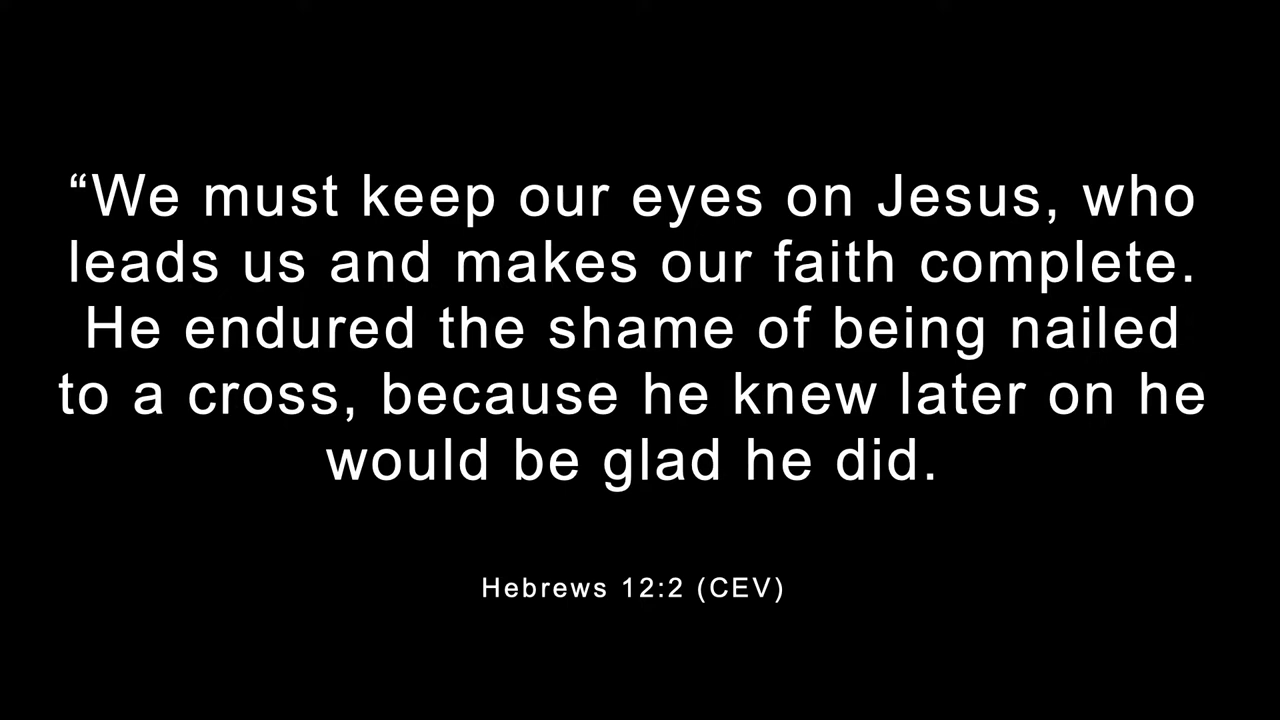 “We must keep our eyes on Jesus, who
leads us and makes our faith complete.
He endured the shame of being nailed
to a cross, because he knew later on he
would be glad he did.
Hebrews 12:2 (CEV)